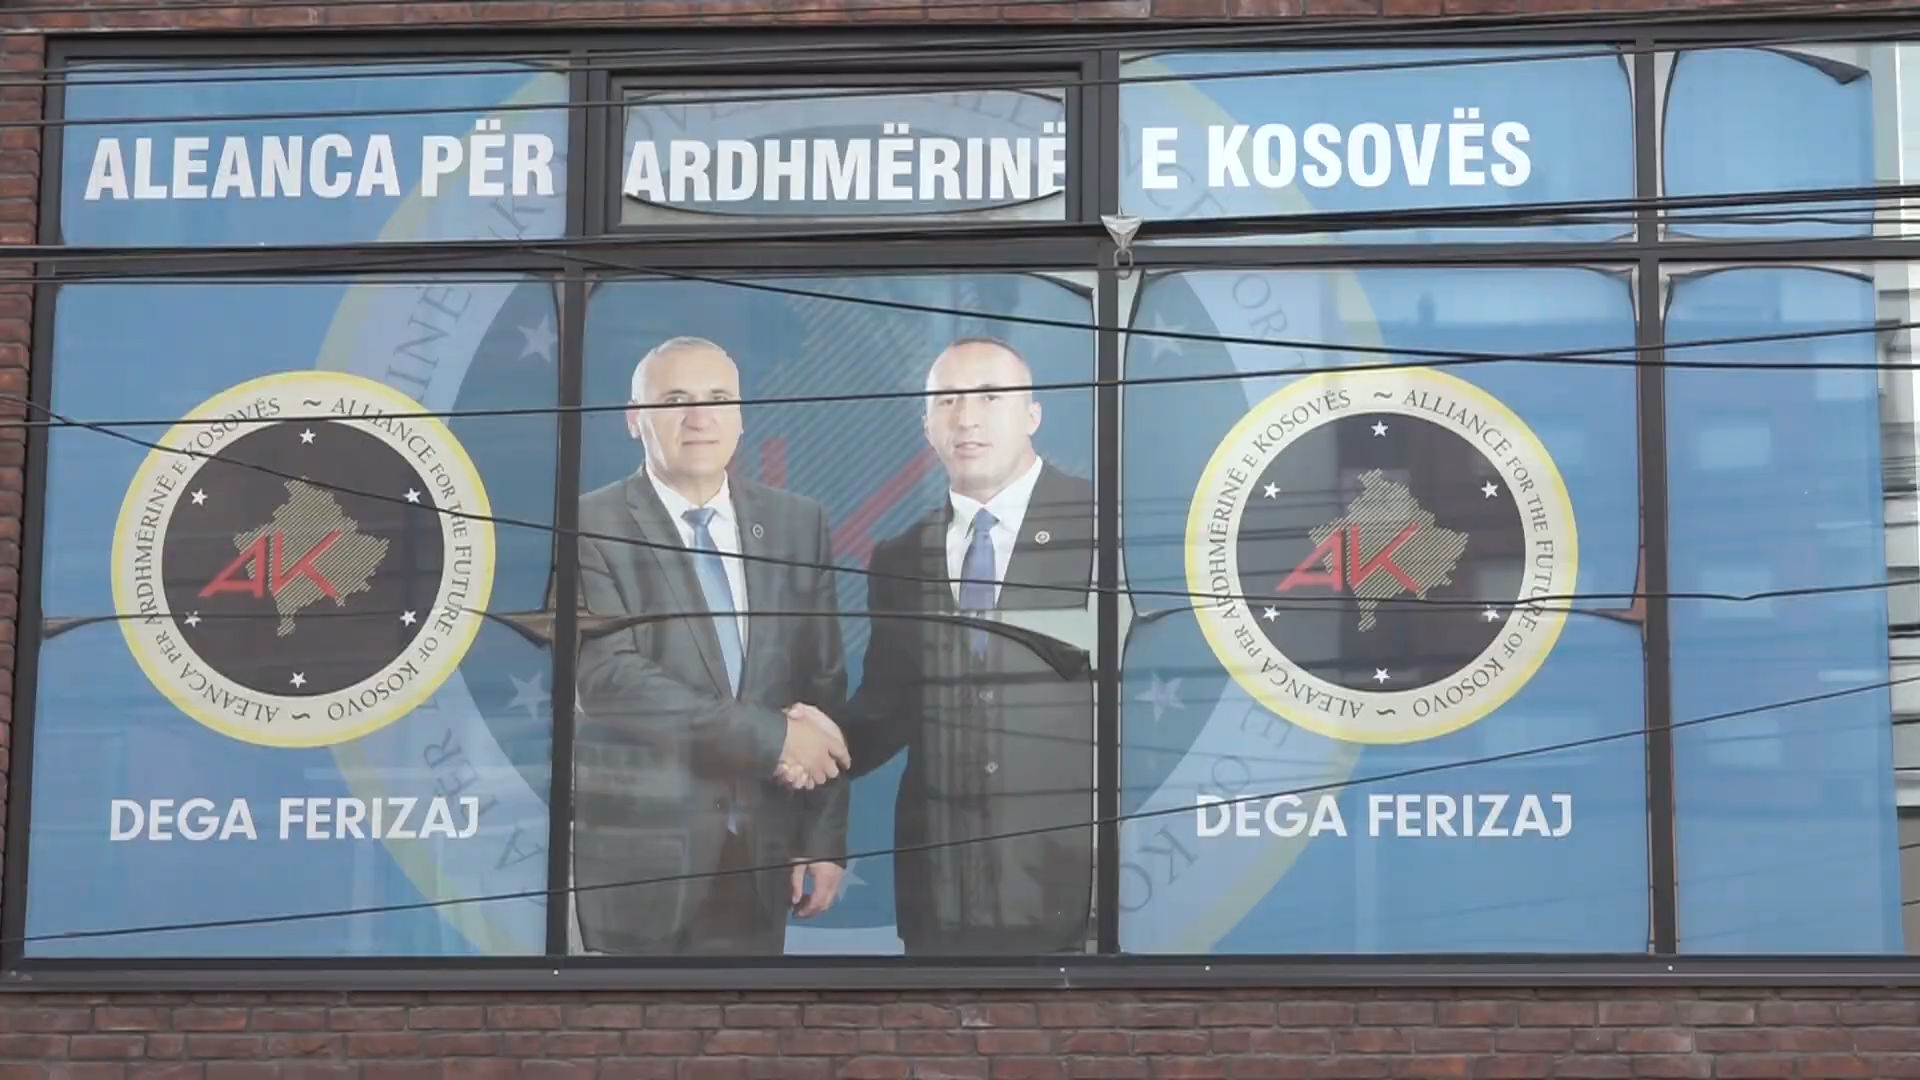 ALEANCA PËR ARDHMËRINË E KOSOVËS
ALEANCA PËR ARDHMËRINË E KOSOVËS ~ ALLIANCE FOR THE FUTURE OF KOSOVO ~
AK
DEGA FERIZAJ
ALEANCA PËR ARDHMËRINË E KOSOVËS ~ ALLIANCE FOR THE FUTURE OF KOSOVO ~
AK
DEGA FERIZAJ